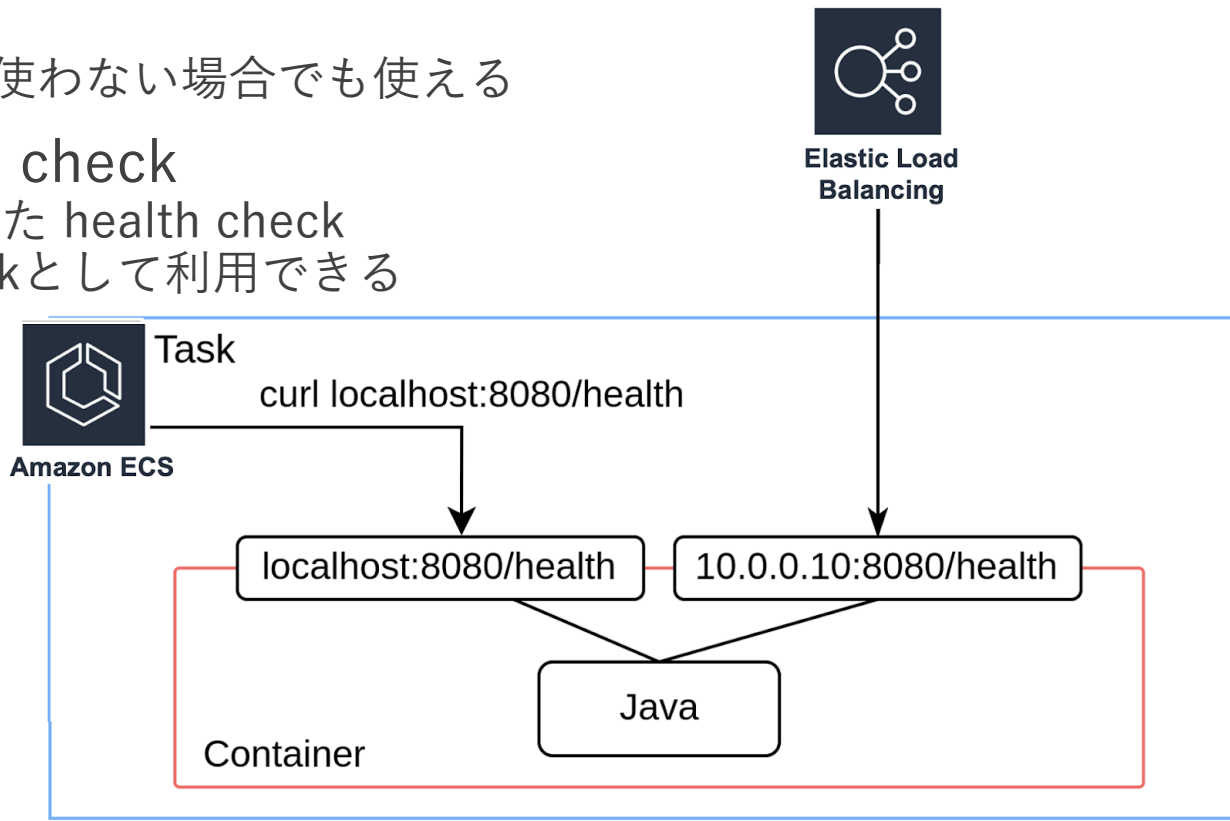 使わない場合でも使える
check
た health check
kとして利用できる
Elastic Load
Balancing
Task
curl localhost:8080/health
Amazon ECS
localhost:8080/health
10.0.0.10:8080/health
Java
Container